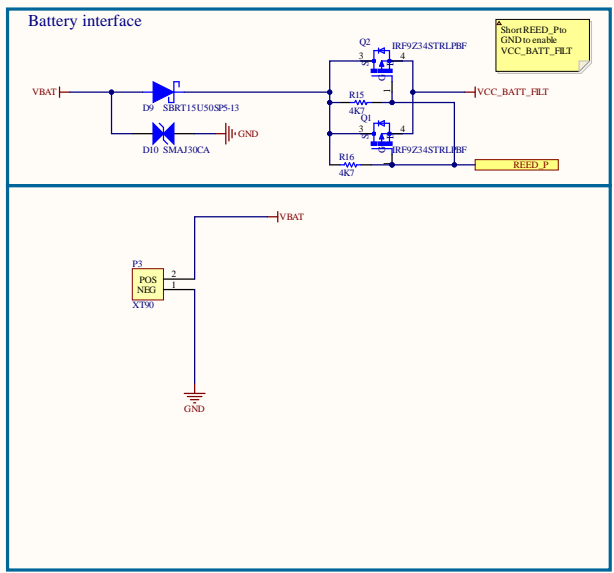 Battery interface
Short REED_P to
GND to enable
VCC_BATT_FILT
Q2
IRF9Z34STRLPBF
3
4
1
VBAT
D9 SBRT15U50SP5-13
R15
4K7
VCC_BATT_FILT
Q1
3
4
IRF9Z34STRLPBF
GND
D10 SMAJ30CA
R16
4K7
REED_P
VBAT
P3
POS
2
NEG
1
XT90
GND